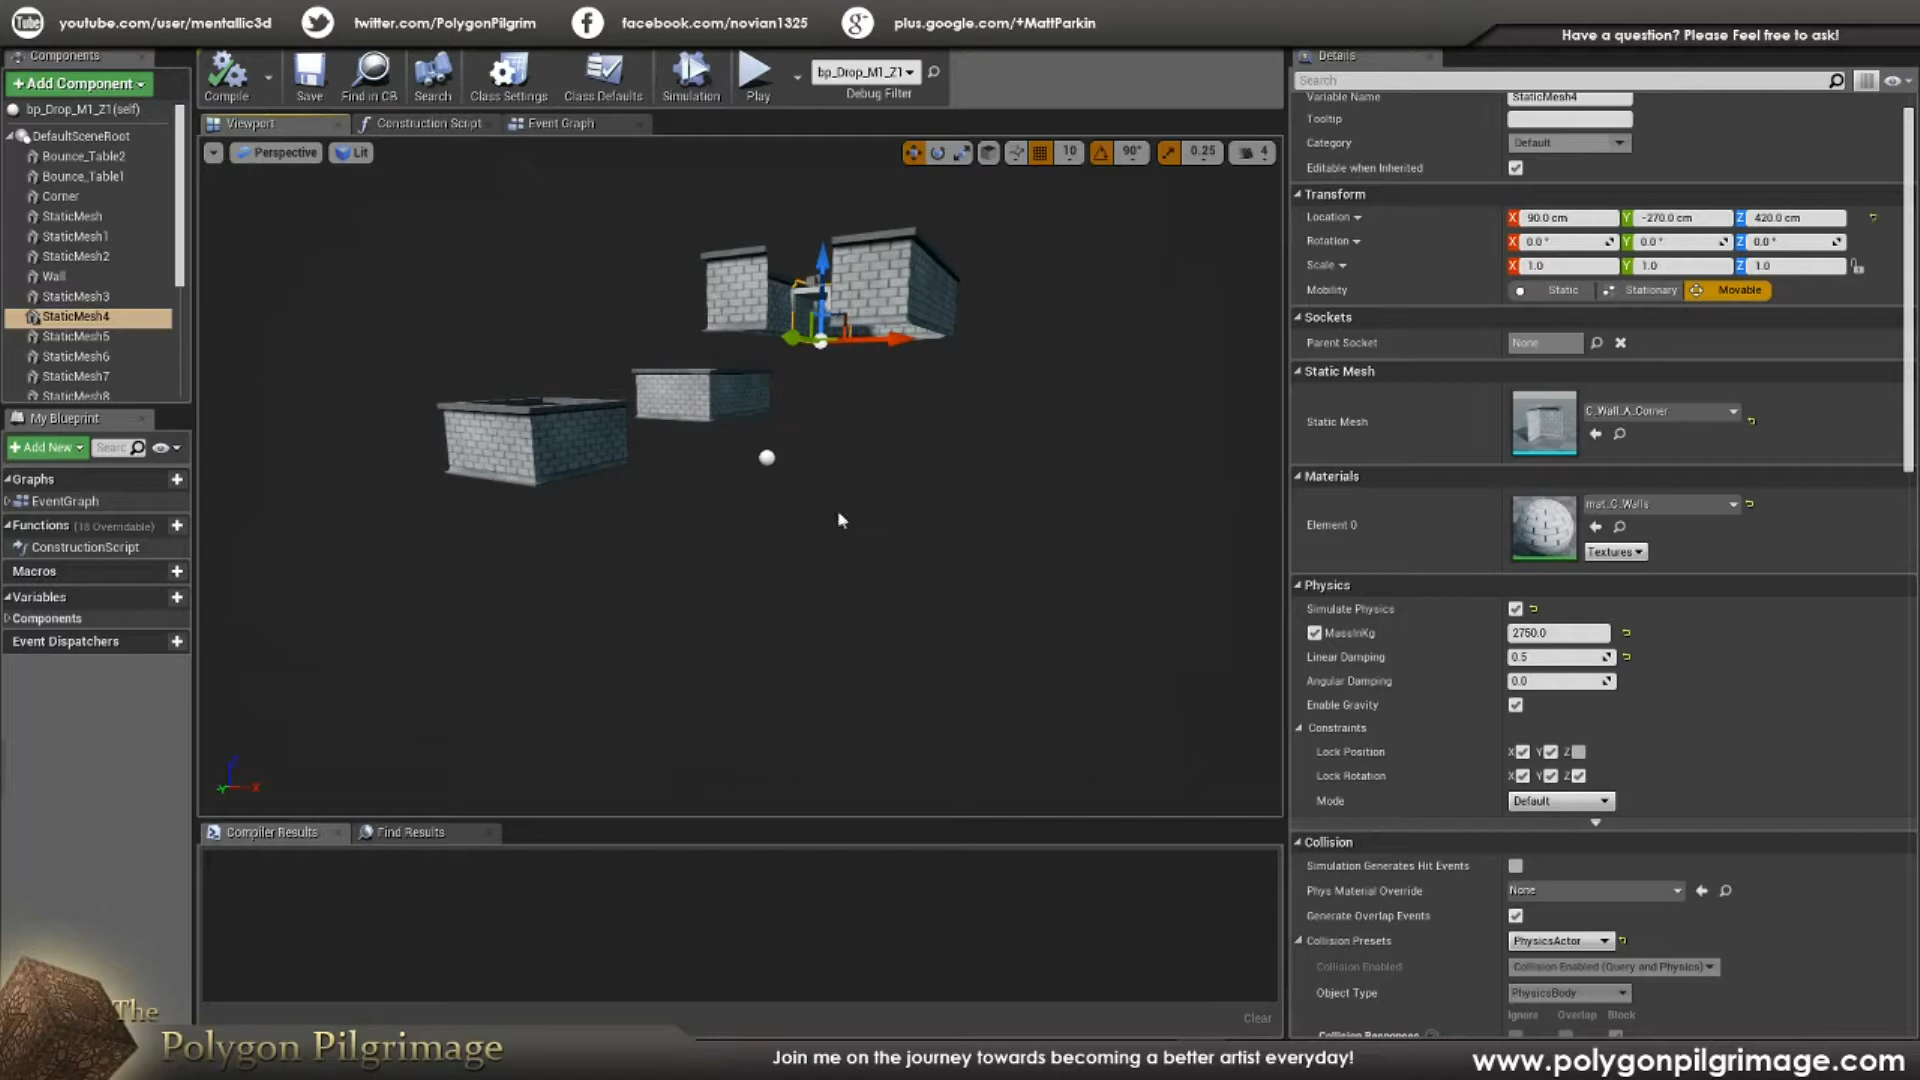 youtube.com/user/mentallic3d
twitter.com/PolygonPilgrim
facebook.com/novian1325
plus.google.com/+MattParkin
Have a question? Please Feel free to ask!
Components
+Add Component
bp_Drop_M1_Z1(self)
DefaultSceneRoot
Bounce_Table2
Bounce_Table1
Corner
StaticMesh
StaticMesh1
StaticMesh2
Wall
StaticMesh3
StaticMesh4
StaticMesh5
StaticMesh6
StaticMesh7
StaticMesh8
My Blueprint
+Add New
Searc
Graphs
EventGraph
Functions (18 Overridable)
ConstructionScript
Macros
Variables
Components
Event Dispatchers
Compile
Save
Find in CB
Search
Class Settings
Class Defaults
Simulation
Play
bp_Drop_M1_Z1
Debug Filter
Viewport
Construction Script
Event Graph
Perspective
Lit
10
90°
0.25
4
Compiler Results
Find Results
Clear
Details
Search
Variable Name StaticMesh4
Tooltip
Category Default
Editable when Inherited
Transform
Location X 90.0 cm Y -270.0 cm Z 420.0 cm
Rotation X 0.0° Y 0.0° Z 0.0°
Scale X 1.0 Y 1.0 Z 1.0
Mobility Static Stationary Movable
Sockets
Parent Socket None
Static Mesh
Static Mesh C_Wall_A_Corner
Materials
Element 0 mat_C_Walls
Textures
Physics
Simulate Physics
MassInKg 2750.0
Linear Damping 0.5
Angular Damping 0.0
Enable Gravity
Constraints
Lock Position X Y Z
Lock Rotation X Y Z
Mode Default
Collision
Simulation Generates Hit Events
Phys Material Override None
Generate Overlap Events
Collision Presets PhysicsActor
Collision Enabled Collision Enabled (Query and Physics)
Object Type PhysicsBody
Ignore Overlap Block
Collision Responses
The
Polygon Pilgrimage
Join me on the journey towards becoming a better artist everyday!
www.polygonpilgrimage.com